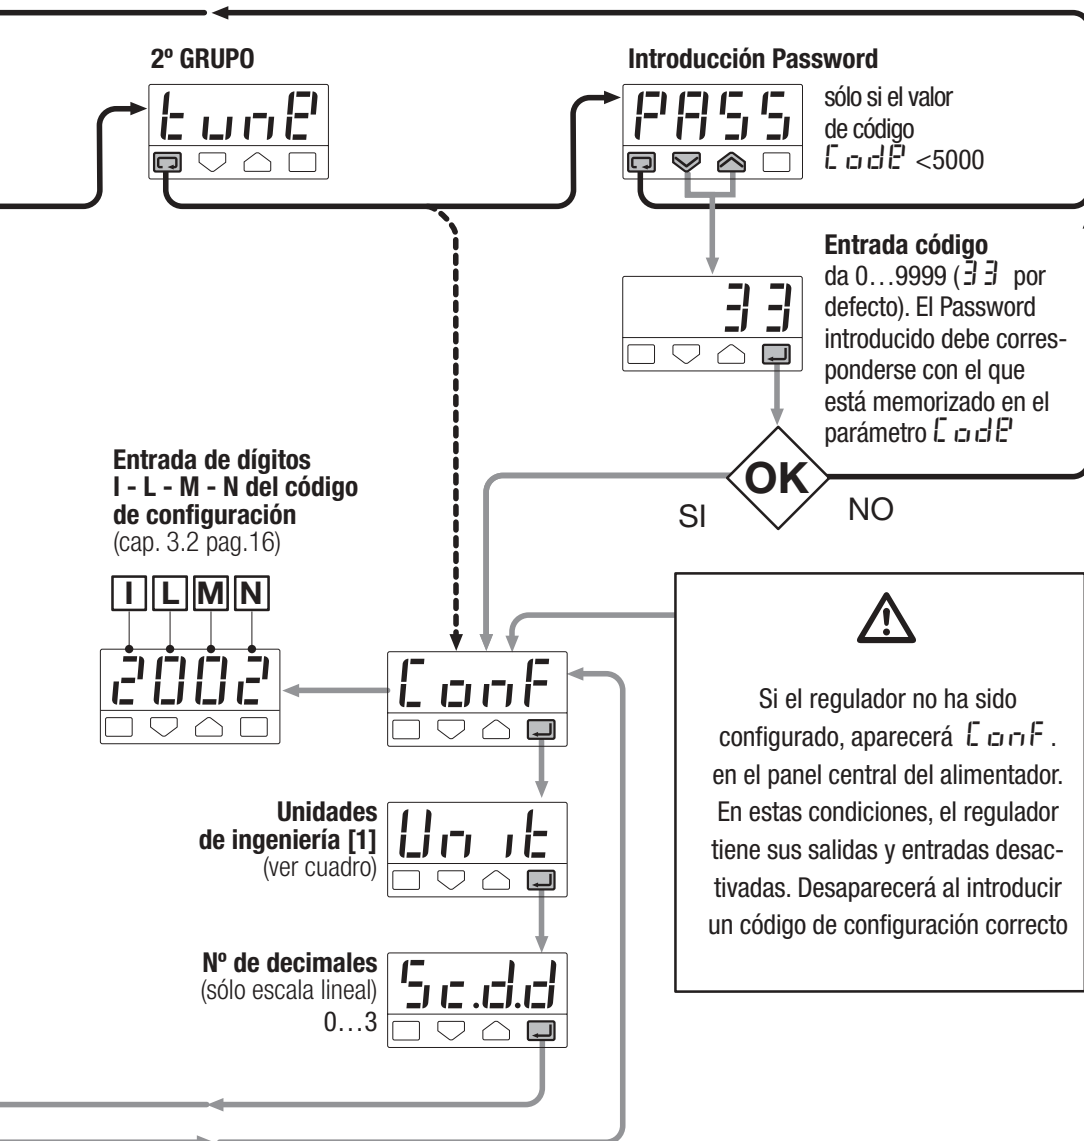 2º GRUPO
tunE
Introducción Password
PASS
sólo si el valor
de código
CodE <5000
33
Entrada código
da 0…9999 (33 por
defecto). El Password
introducido debe corres-
ponderse con el que
está memorizado en el
parámetro CodE
OK
SI
NO
Entrada de dígitos
I - L - M - N del código
de configuración
(cap. 3.2 pag.16)
I L M N
2002
ConF
Unidades
de ingeniería [1]
(ver cuadro)
Unit
Nº de decimales
(sólo escala lineal)
0…3
Sc.d.d
Si el regulador no ha sido
configurado, aparecerá ConF.
en el panel central del alimentador.
En estas condiciones, el regulador
tiene sus salidas y entradas desac-
tivadas. Desaparecerá al introducir
un código de configuración correcto